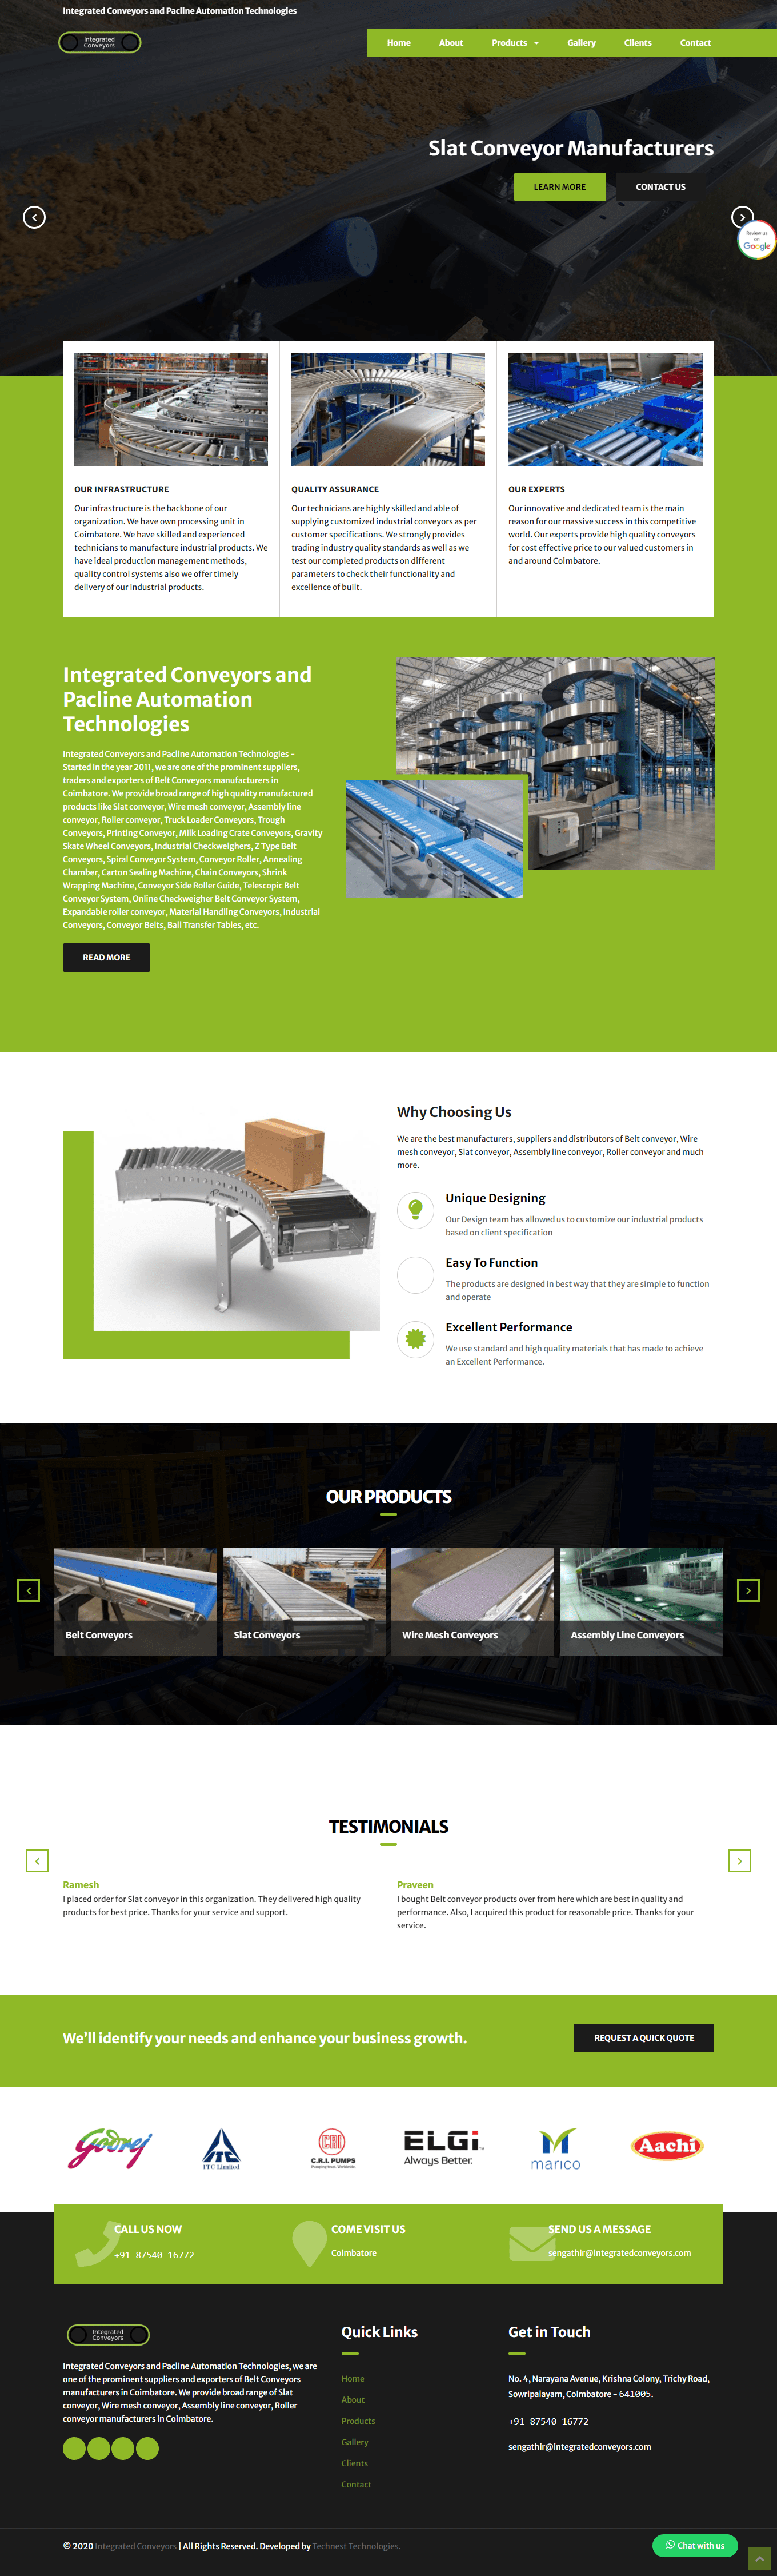 Integrated Conveyors and Pacline Automation Technologies
Integrated
Conveyors
Home About Products Gallery Clients Contact
Slat Conveyor Manufacturers
LEARN MORE CONTACT US
Review us
on
Google
OUR INFRASTRUCTURE
Our infrastructure is the backbone of our
organization. We have own processing unit in
Coimbatore. We have skilled and experienced
technicians to manufacture industrial products. We
have ideal production management methods,
quality control systems also we offer timely
delivery of our industrial products.
QUALITY ASSURANCE
Our technicians are highly skilled and able of
supplying customized industrial conveyors as per
customer specifications. We strongly provides
trading industry quality standards as well as we
test our completed products on different
parameters to check their functionality and
excellence of built.
OUR EXPERTS
Our innovative and dedicated team is the main
reason for our massive success in this competitive
world. Our experts provide high quality conveyors
for cost effective price to our valued customers in
and around Coimbatore.
Integrated Conveyors and
Pacline Automation
Technologies
Integrated Conveyors and Pacline Automation Technologies -
Started in the year 2011, we are one of the prominent suppliers,
traders and exporters of Belt Conveyors manufacturers in
Coimbatore. We provide broad range of high quality manufactured
products like Slat conveyor, Wire mesh conveyor, Assembly line
conveyor, Roller conveyor, Truck Loader Conveyors, Trough
Conveyors, Printing Conveyor, Milk Loading Crate Conveyors, Gravity
Skate Wheel Conveyors, Industrial Checkweighers, Z Type Belt
Conveyors, Spiral Conveyor System, Conveyor Roller, Annealing
Chamber, Carton Sealing Machine, Chain Conveyors, Shrink
Wrapping Machine, Conveyor Side Roller Guide, Telescopic Belt
Conveyor System, Online Checkweigher Belt Conveyor System,
Expandable roller conveyor, Material Handling Conveyors, Industrial
Conveyors, Conveyor Belts, Ball Transfer Tables, etc.
READ MORE
Why Choosing Us
We are the best manufacturers, suppliers and distributors of Belt conveyor, Wire
mesh conveyor, Slat conveyor, Assembly line conveyor, Roller conveyor and much
more.
Unique Designing
Our Design team has allowed us to customize our industrial products
based on client specification
Easy To Function
The products are designed in best way that they are simple to function
and operate
Excellent Performance
We use standard and high quality materials that has made to achieve
an Excellent Performance.
OUR PRODUCTS
Belt Conveyors
Slat Conveyors
Wire Mesh Conveyors
Assembly Line Conveyors
TESTIMONIALS
Ramesh
I placed order for Slat conveyor in this organization. They delivered high quality
products for best price. Thanks for your service and support.
Praveen
I bought Belt conveyor products over from here which are best in quality and
performance. Also, I acquired this product for reasonable price. Thanks for your
service.
We'll identify your needs and enhance your business growth.
REQUEST A QUICK QUOTE
Godrej
ITC Limited
CRI
C.R.I. PUMPS
Pumping trust. Worldwide.
ELGi
Always Better.
marico
Aachi
CALL US NOW
+91 87540 16772
COME VISIT US
Coimbatore
SEND US A MESSAGE
sengathir@integratedconveyors.com
Integrated
Conveyors
Integrated Conveyors and Pacline Automation Technologies, we are
one of the prominent suppliers and exporters of Belt Conveyors
manufacturers in Coimbatore. We provide broad range of Slat
conveyor, Wire mesh conveyor, Assembly line conveyor, Roller
conveyor manufacturers in Coimbatore.
Quick Links
Home
About
Products
Gallery
Clients
Contact
Get in Touch
No. 4, Narayana Avenue, Krishna Colony, Trichy Road,
Sowripalayam, Coimbatore - 641005.
+91 87540 16772
sengathir@integratedconveyors.com
© 2020 Integrated Conveyors | All Rights Reserved. Developed by Technest Technologies.
Chat with us